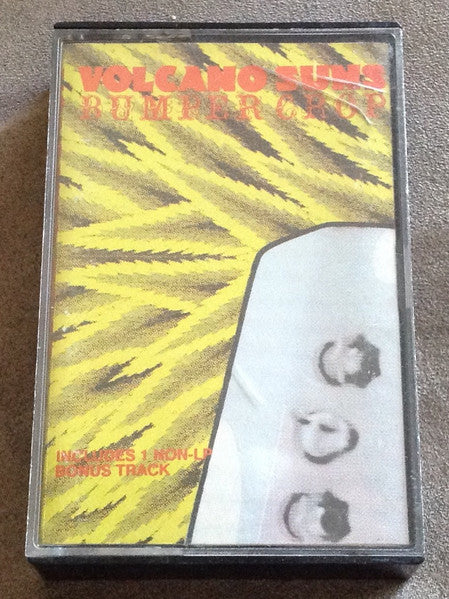 VOLCANO SUNS
BUMPER CROP
INCLUDES 1 NON-LP
BONUS TRACK